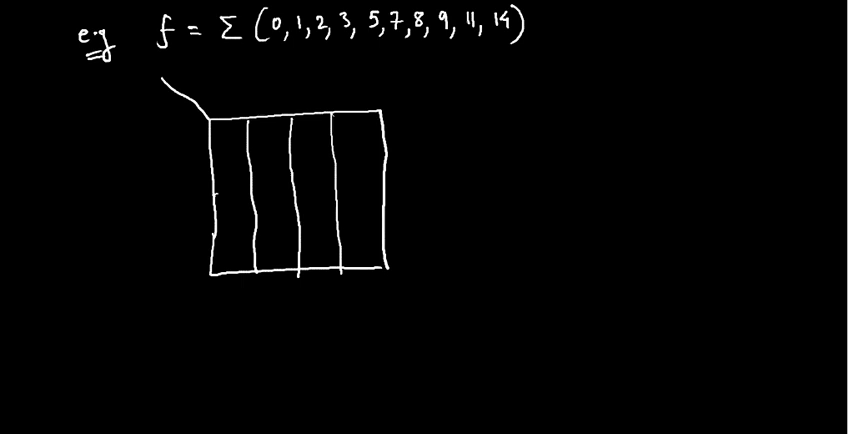 e.g f = Σ (0, 1, 2, 3, 5, 7, 8, 9, 11, 14)